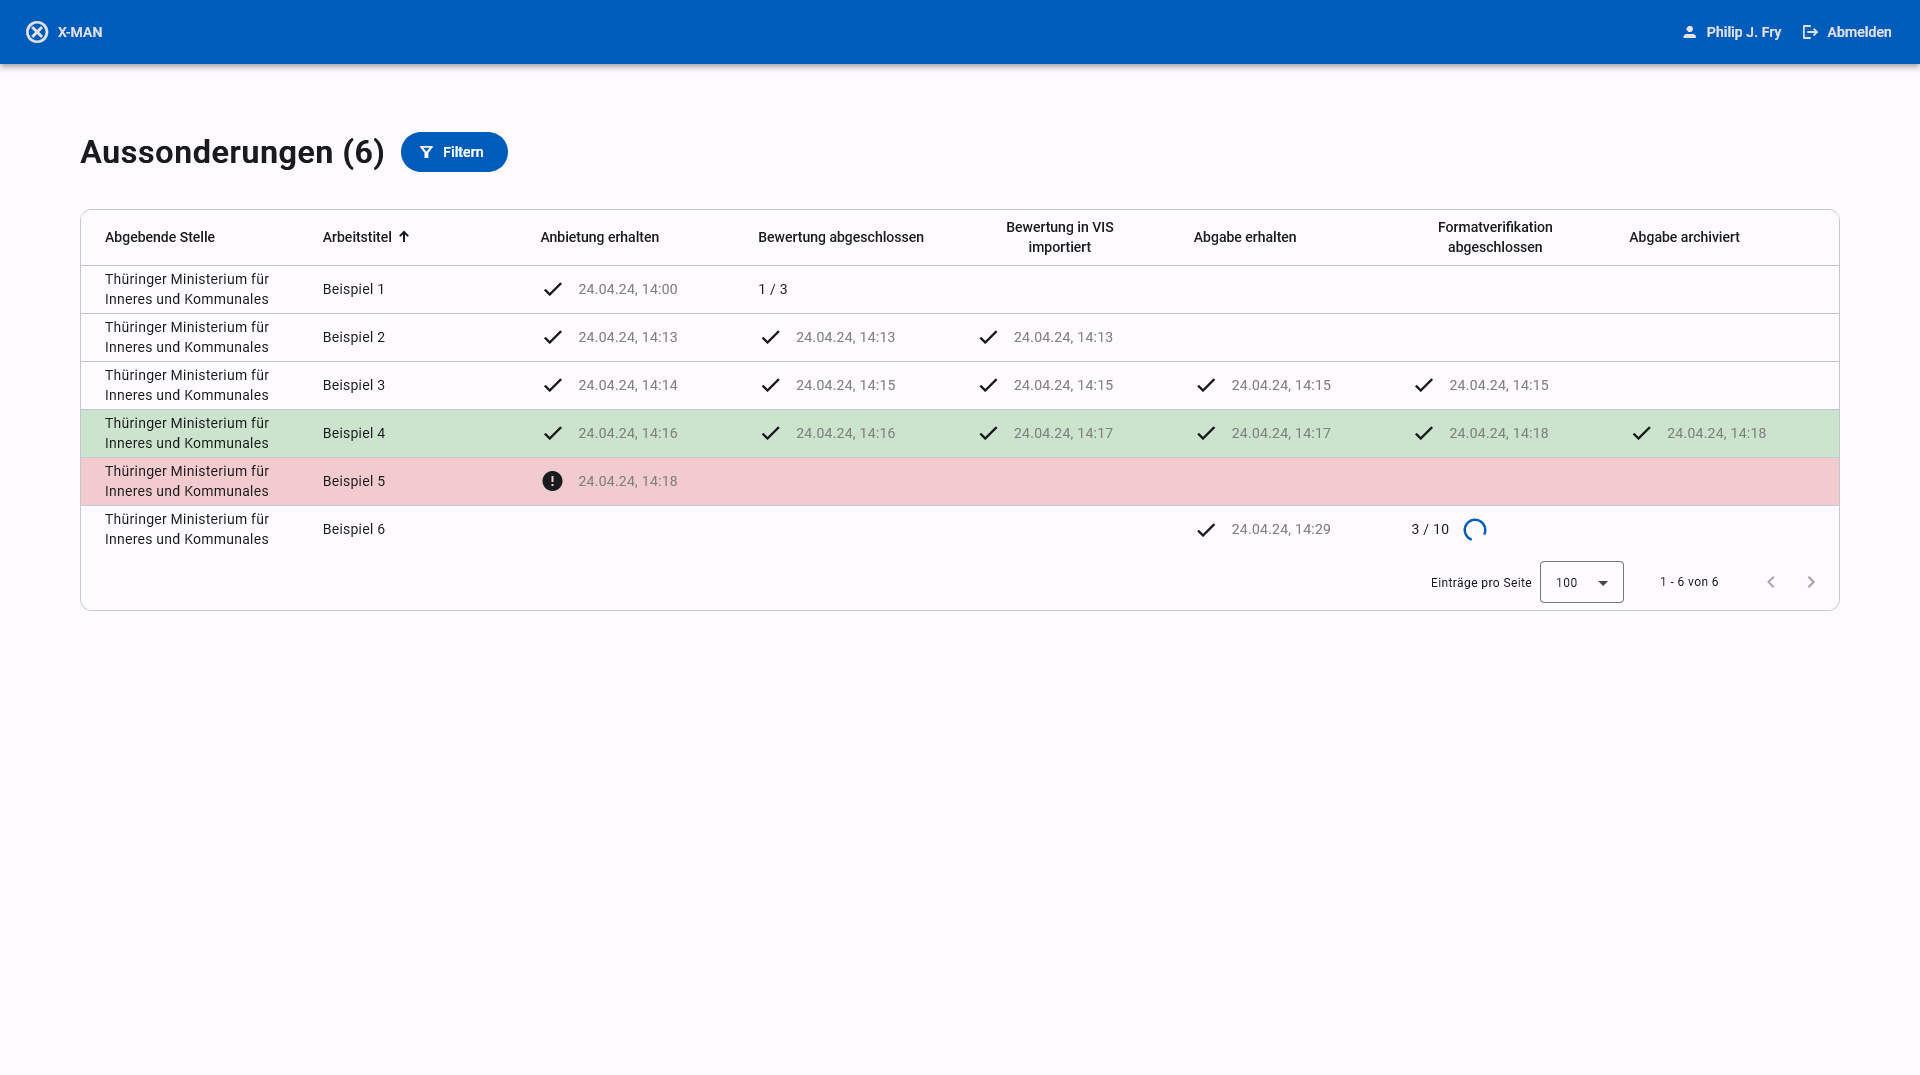 X-MAN
Philip J. Fry
Abmelden
Aussonderungen (6)
Filtern
Abgebende Stelle
Arbeitstitel
Anbietung erhalten
Bewertung abgeschlossen
Bewertung in VIS
importiert
Abgabe erhalten
Formatverifikation
abgeschlossen
Abgabe archiviert
Thüringer Ministerium für
Inneres und Kommunales
Beispiel 1
24.04.24, 14:00
1 / 3
Thüringer Ministerium für
Inneres und Kommunales
Beispiel 2
24.04.24, 14:13
24.04.24, 14:13
24.04.24, 14:13
Thüringer Ministerium für
Inneres und Kommunales
Beispiel 3
24.04.24, 14:14
24.04.24, 14:15
24.04.24, 14:15
24.04.24, 14:15
24.04.24, 14:15
Thüringer Ministerium für
Inneres und Kommunales
Beispiel 4
24.04.24, 14:16
24.04.24, 14:16
24.04.24, 14:17
24.04.24, 14:17
24.04.24, 14:18
24.04.24, 14:18
Thüringer Ministerium für
Inneres und Kommunales
Beispiel 5
24.04.24, 14:18
Thüringer Ministerium für
Inneres und Kommunales
Beispiel 6
24.04.24, 14:29
3 / 10
Einträge pro Seite
100
1 - 6 von 6